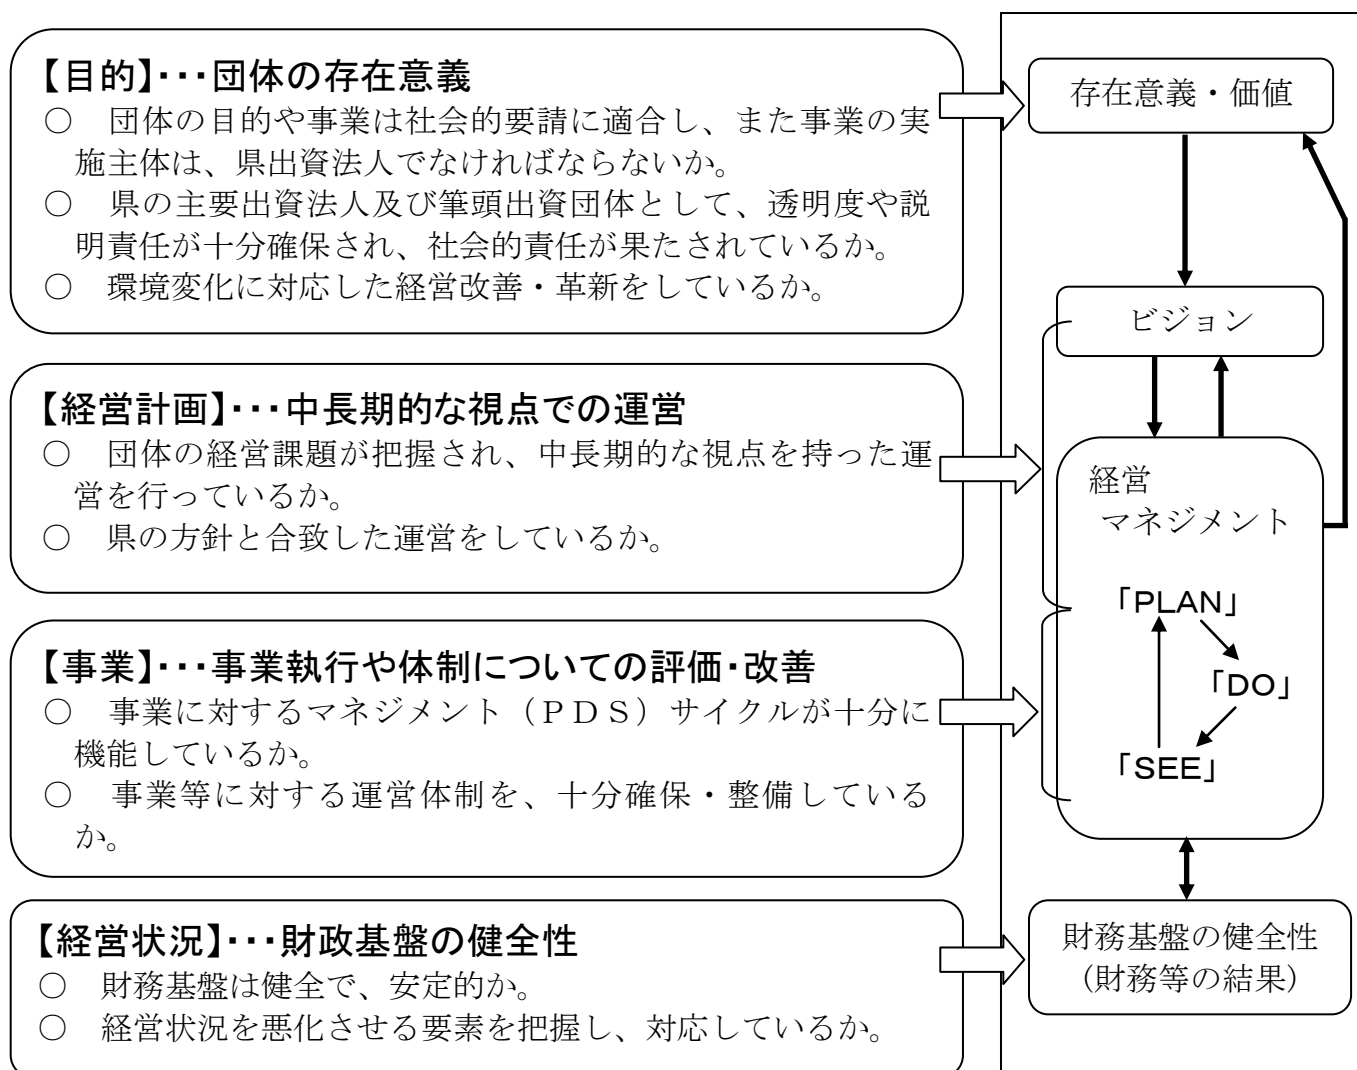 【目的】･･･団体の存在意義
○　団体の目的や事業は社会的要請に適合し、また事業の実
施主体は、県出資法人でなければならないか。
○　県の主要出資法人及び筆頭出資団体として、透明度や説
明責任が十分確保され、社会的責任が果たされているか。
○　環境変化に対応した経営改善・革新をしているか。
【経営計画】･･･中長期的な視点での運営
○　団体の経営課題が把握され、中長期的な視点を持った運
営を行っているか。
○　県の方針と合致した運営をしているか。
【事業】･･･事業執行や体制についての評価･改善
○　事業に対するマネジメント（ＰＤＳ）サイクルが十分に
機能しているか。
○　事業等に対する運営体制を、十分確保・整備している
か。
【経営状況】･･･財政基盤の健全性
○　財務基盤は健全で、安定的か。
○　経営状況を悪化させる要素を把握し、対応しているか。
存在意義・価値
ビジョン
経営
マネジメント
「PLAN」
「DO」
「SEE」
財務基盤の健全性
(財務等の結果)